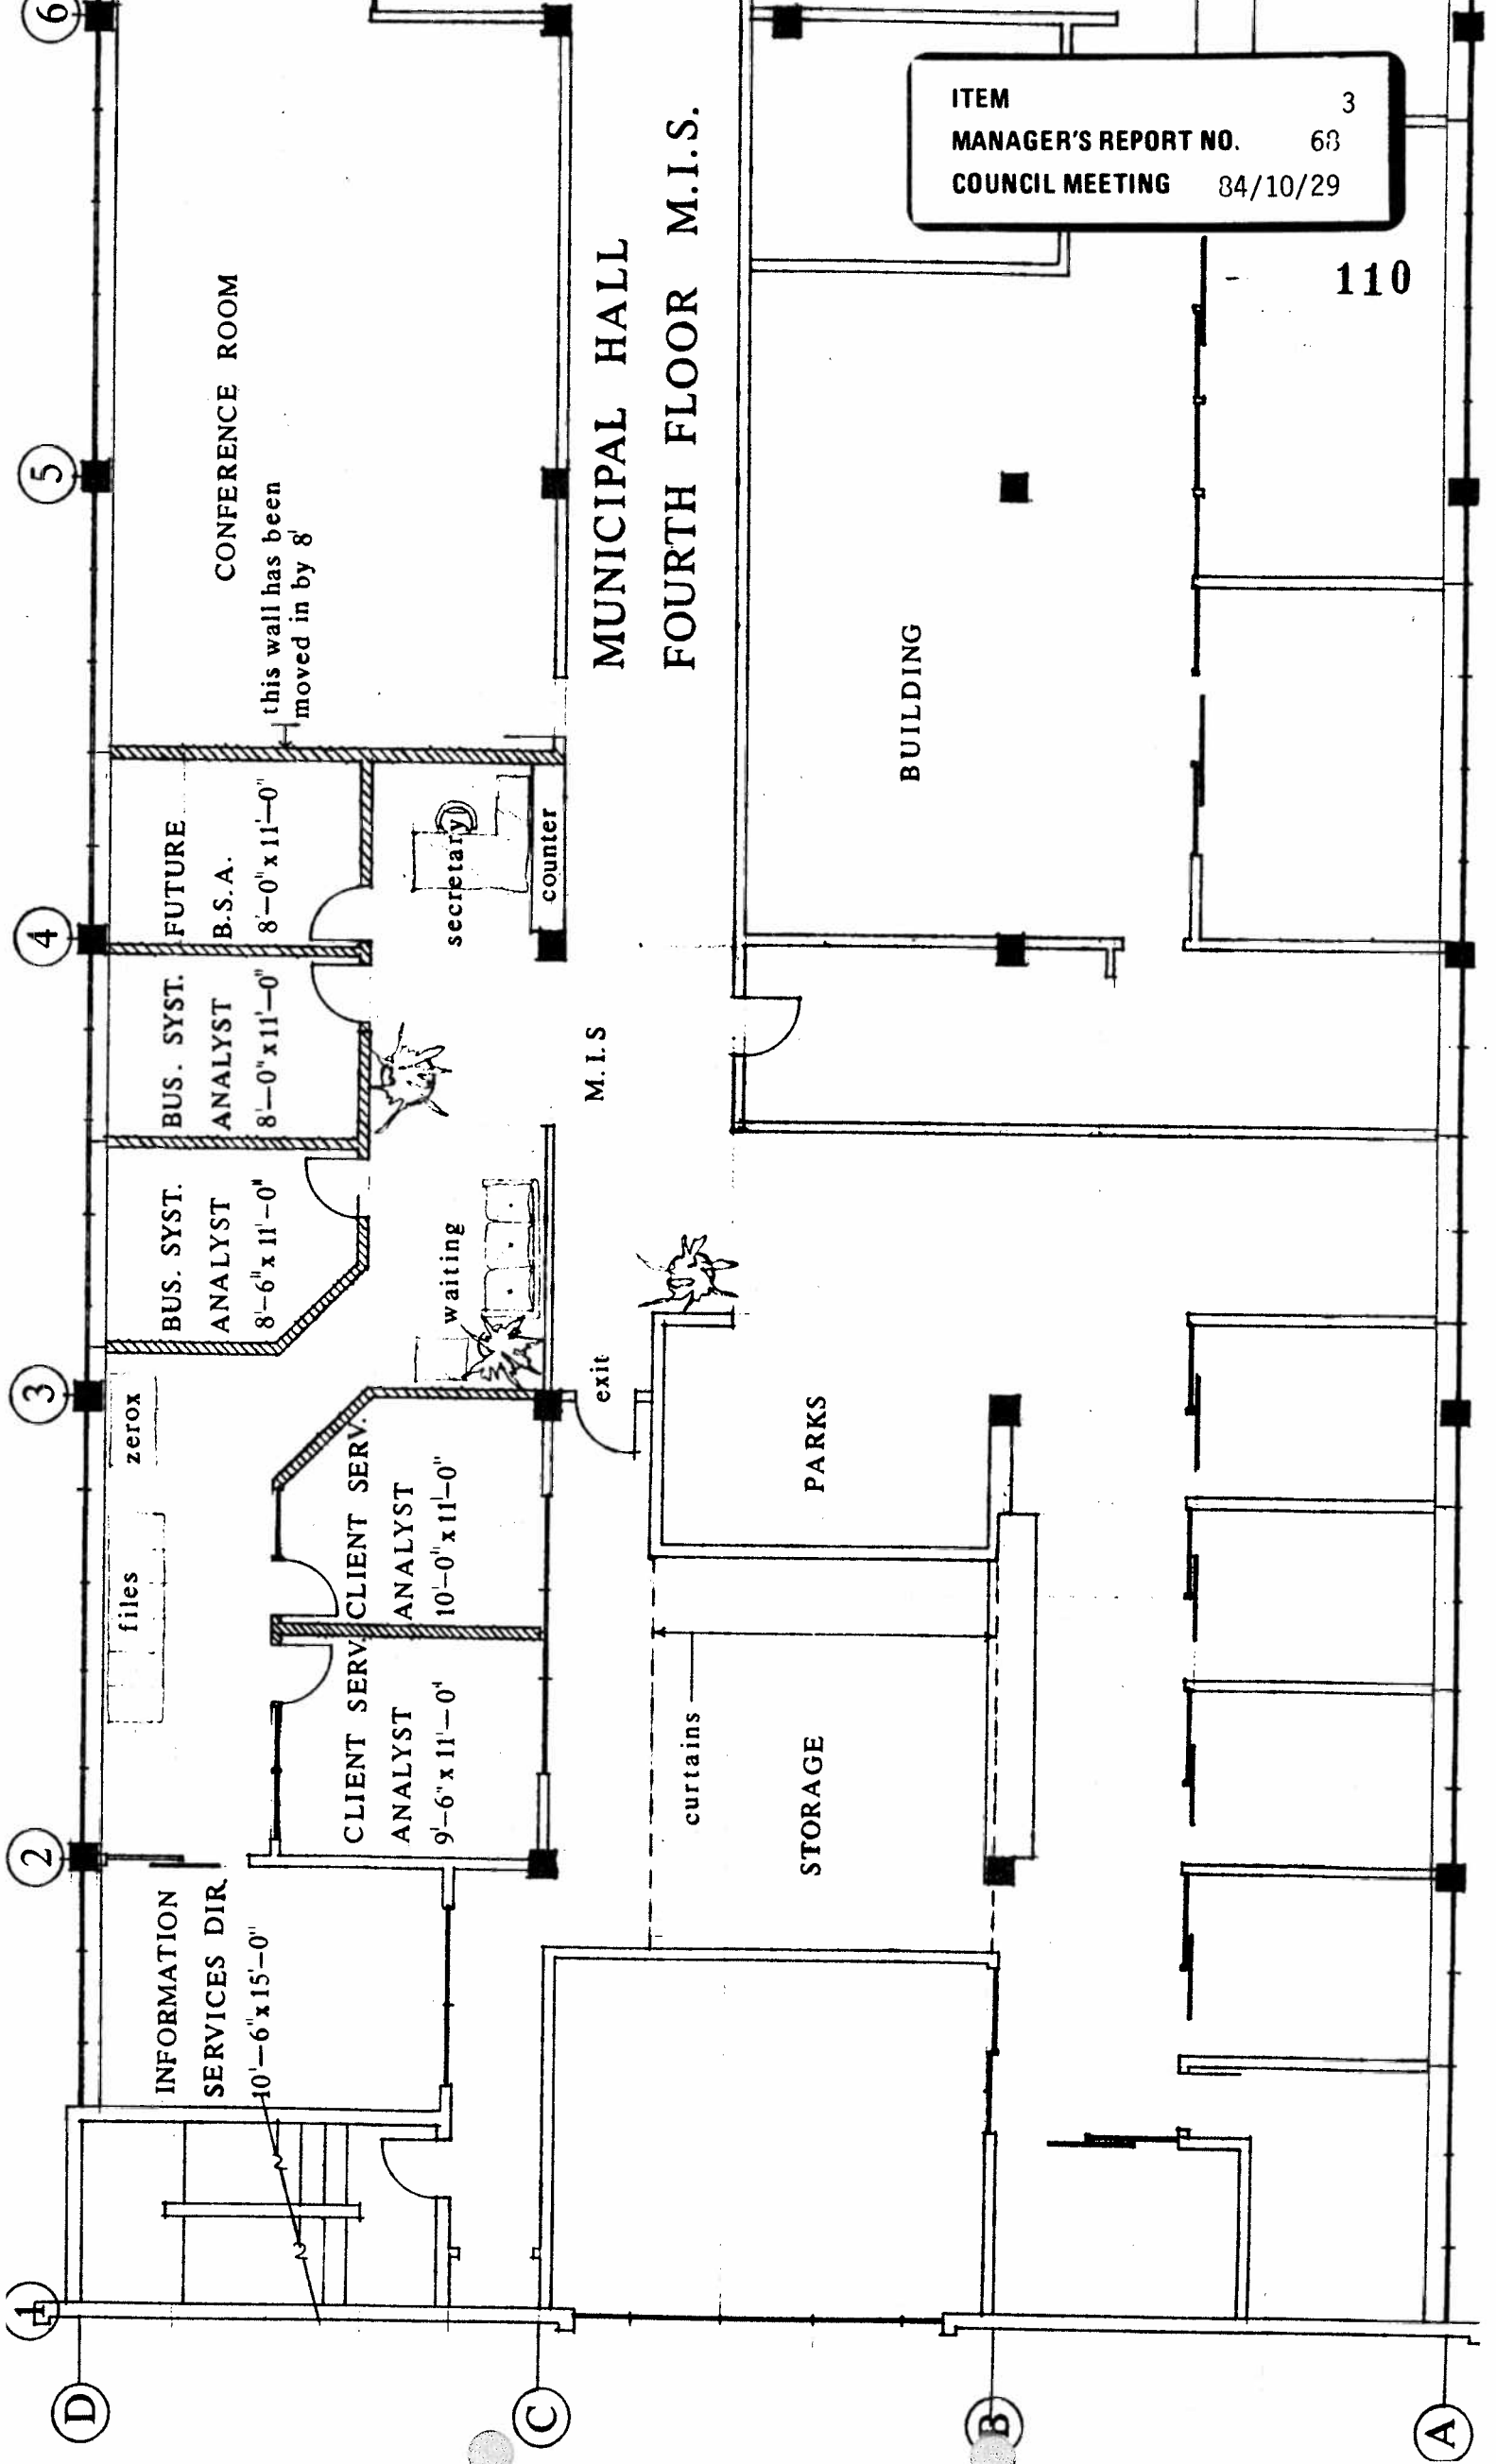 ITEM 3
MANAGER'S REPORT NO. 68
COUNCIL MEETING 84/10/29
110
1
2
3
4
5
6
D
C
B
A
INFORMATION
SERVICES DIR.
10'–6"x15'–0"
files
zerox
CLIENT SERV.
ANALYST
9'–6"x11'–0"
CLIENT SERV.
ANALYST
10'–0"x11'–0"
BUS. SYST.
ANALYST
8'–6"x11'–0"
BUS. SYST.
ANALYST
8'–0"x11'–0"
FUTURE
B.S.A.
8'–0"x11'–0"
CONFERENCE ROOM
this wall has been
moved in by 8'
waiting
secretary
counter
exit
M.I.S
MUNICIPAL HALL
FOURTH FLOOR M.I.S.
curtains
STORAGE
PARKS
BUILDING